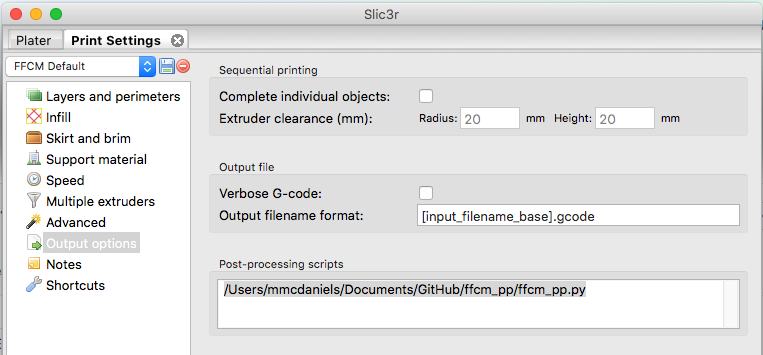 Slic3r
Plater Print Settings
FFCM Default
Layers and perimeters
Infill
Skirt and brim
Support material
Speed
Multiple extruders
Advanced
Output options
Notes
Shortcuts
Sequential printing
Complete individual objects:
Extruder clearance (mm): Radius: 20 mm Height: 20 mm
Output file
Verbose G-code:
Output filename format: [input_filename_base].gcode
Post-processing scripts
/Users/mmcdaniels/Documents/GitHub/ffcm_pp/ffcm_pp.py